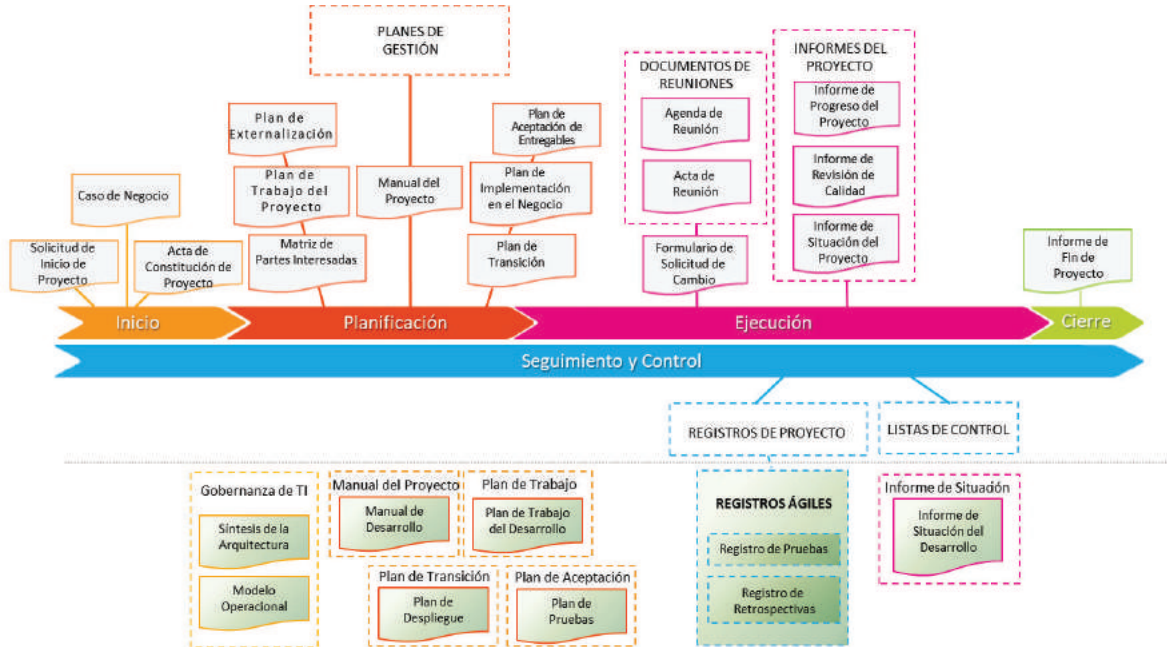 PLANES DE
GESTIÓN
DOCUMENTOS DE
REUNIONES
INFORMES DEL
PROYECTO
Plan de
Externalización
Plan de
Aceptación de
Entregables
Agenda de
Reunión
Informe de
Progreso del
Proyecto
Caso de Negocio
Plan de
Trabajo del
Proyecto
Manual del
Proyecto
Plan de
Implementación
en el Negocio
Acta de
Reunión
Informe de
Revisión de
Calidad
Solicitud de
Inicio de
Proyecto
Acta de
Constitución de
Proyecto
Matriz de
Partes Interesadas
Plan de
Transición
Formulario de
Solicitud de
Cambio
Informe de
Situación del
Proyecto
Informe de
Fin de
Proyecto
Inicio
Planificación
Ejecución
Cierre
Seguimiento y Control
REGISTROS DE PROYECTO
LISTAS DE CONTROL
Gobernanza de TI
Síntesis de la
Arquitectura
Modelo
Operacional
Manual del Proyecto
Manual de
Desarrollo
Plan de Trabajo
Plan de Trabajo
del Desarrollo
Plan de Transición
Plan de
Despliegue
Plan de Aceptación
Plan de
Pruebas
REGISTROS ÁGILES
Registro de Pruebas
Registro de
Retrospectivas
Informe de Situación
Informe de
Situación del
Desarrollo